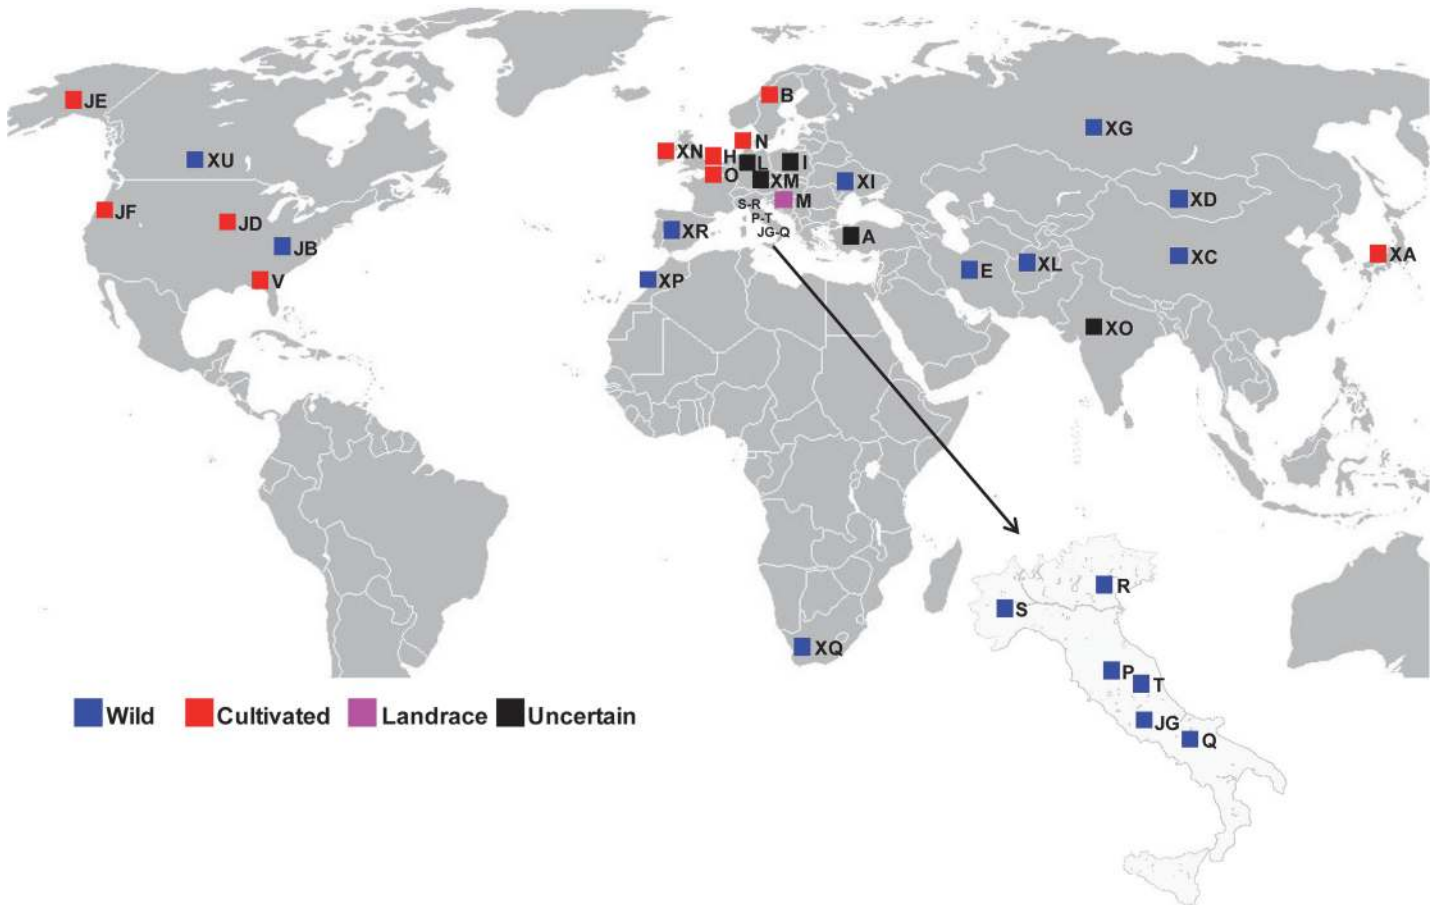 JE
B
XG
XU
XN
H
N
L
I
O
XM
XI
M
XD
JF
JD
JB
V
S-R
P-T
JG-Q
XR
A
XP
E
XL
XC
XA
XO
R
S
P
T
JG
Q
XQ
Wild Cultivated Landrace Uncertain